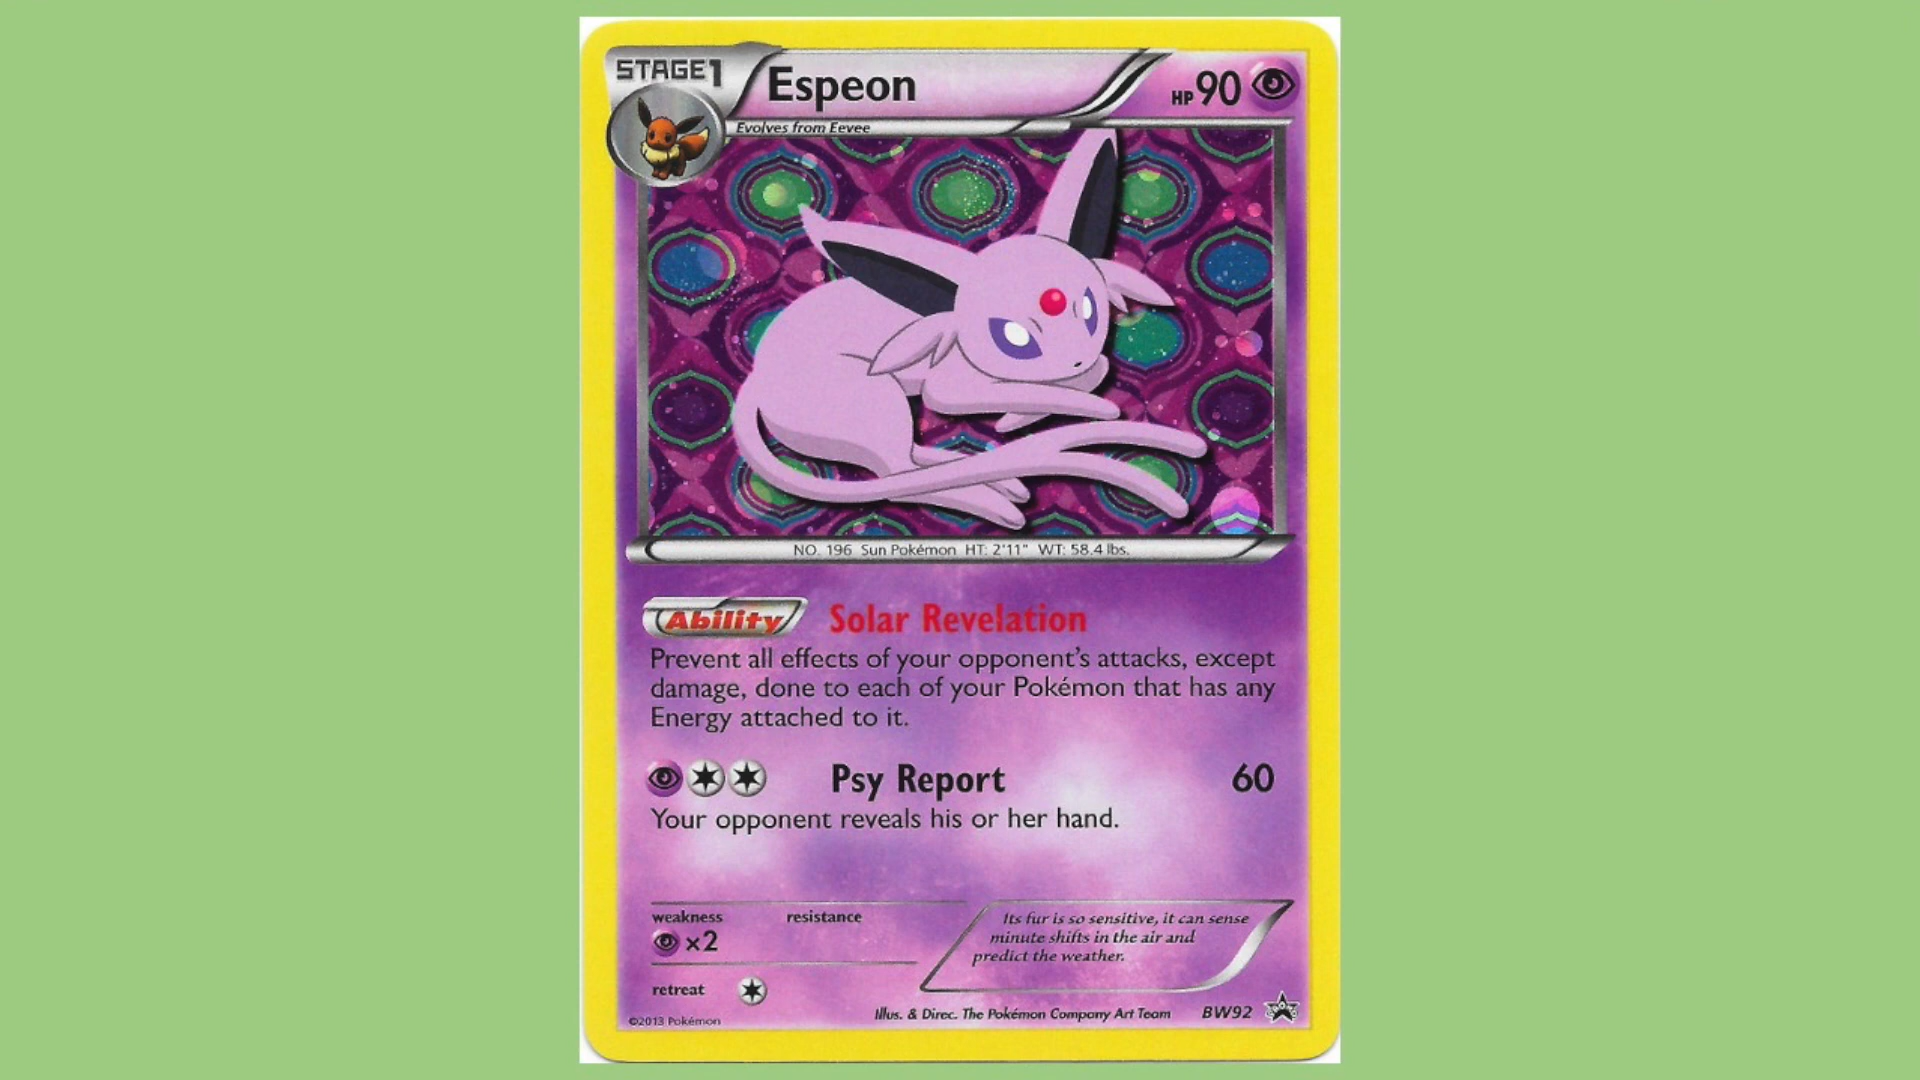 STAGE1
Espeon
HP90
Evolves from Eevee
NO. 196 Sun Pokémon HT: 2'11" WT: 58.4 lbs.
Ability Solar Revelation
Prevent all effects of your opponent's attacks, except
damage, done to each of your Pokémon that has any
Energy attached to it.
Psy Report 60
Your opponent reveals his or her hand.
weakness resistance
×2
Its fur is so sensitive, it can sense
minute shifts in the air and
predict the weather.
retreat
Illus. & Direc. The Pokémon Company Art Team BW92
©2013 Pokémon